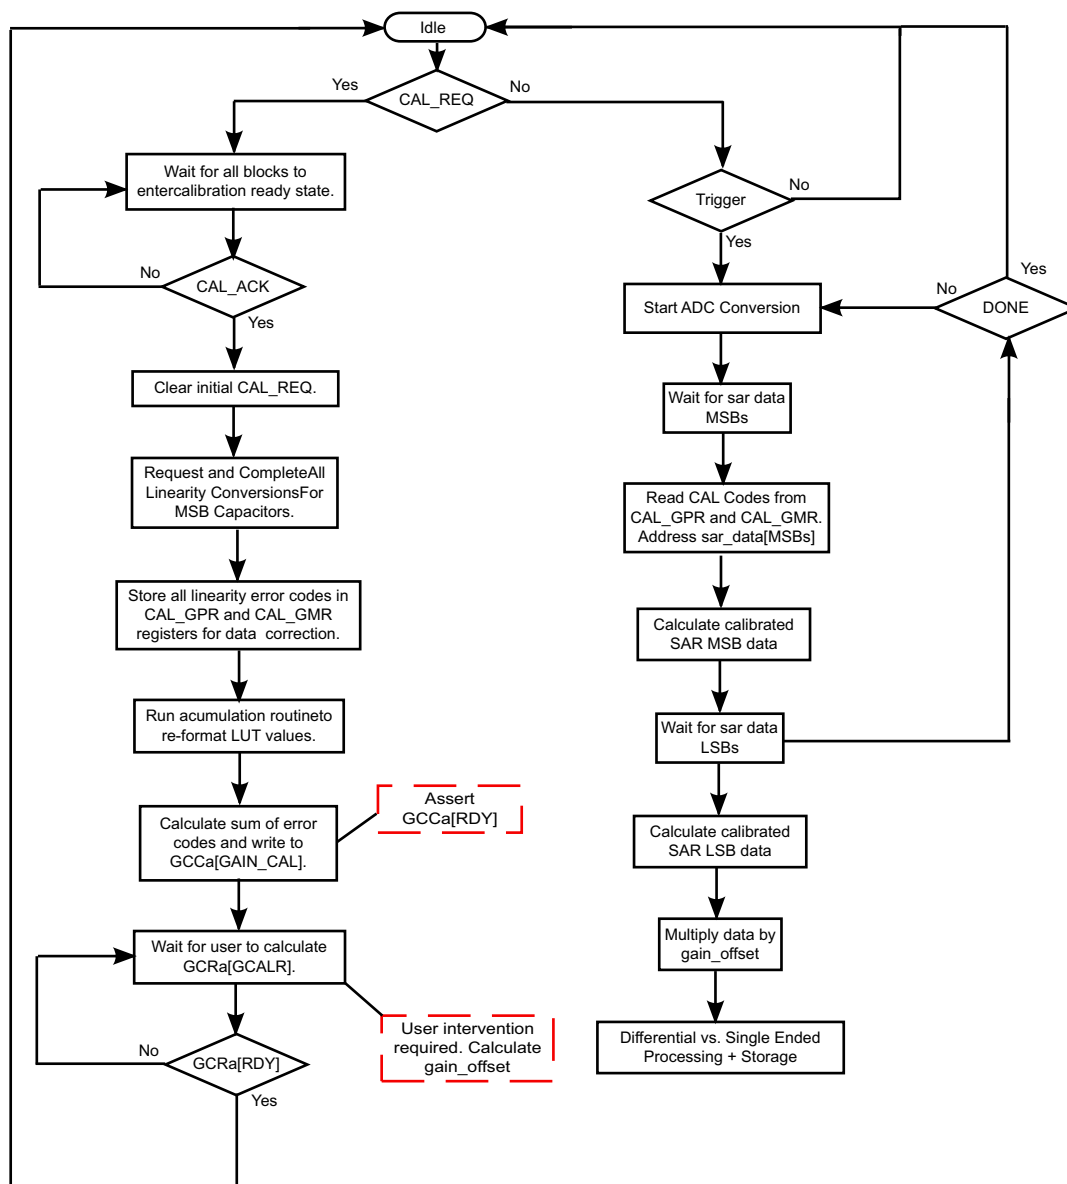 Idle
CAL_REQ
Yes
No
Wait for all blocks to
entercalibration ready state.
CAL_ACK
No
Yes
Clear initial CAL_REQ.
Request and CompleteAll
Linearity ConversionsFor
MSB Capacitors.
Store all linearity error codes in
CAL_GPR and CAL_GMR
registers for data correction.
Run acumulation routineto
re-format LUT values.
Calculate sum of error
codes and write to
GCCa[GAIN_CAL].
Assert
GCCa[RDY]
Wait for user to calculate
GCRa[GCALR].
User intervention
required. Calculate
gain_offset
GCRa[RDY]
No
Yes
Trigger
No
Yes
Start ADC Conversion
DONE
No
Yes
Wait for sar data
MSBs
Read CAL Codes from
CAL_GPR and CAL_GMR.
Address sar_data[MSBs]
Calculate calibrated
SAR MSB data
Wait for sar data
LSBs
Calculate calibrated
SAR LSB data
Multiply data by
gain_offset
Differential vs. Single Ended
Processing + Storage